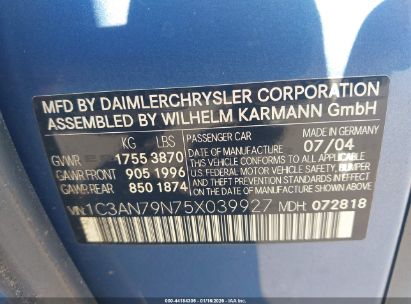 MFD BY DAIMLERCHRYSLER CORPORATION
ASSEMBLED BY WILHELM KARMANN GmbH
KG LBS
GVWR 1755 3870
GAWR FRONT 905 1996
GAWR REAR 850 1874
PASSENGER CAR MADE IN GERMANY
DATE OF MANUFACTURE 07/04
THIS VEHICLE CONFORMS TO ALL APPLICABLE
U.S. FEDERAL MOTOR VEHICLE SAFETY, BUMPER
AND THEFT PREVENTION STANDARDS IN EFFECT
ON THE DATE OF MANUFACTURE SHOWN ABOVE
VIN: 1C3AN79N75X039927 MDH: 072818